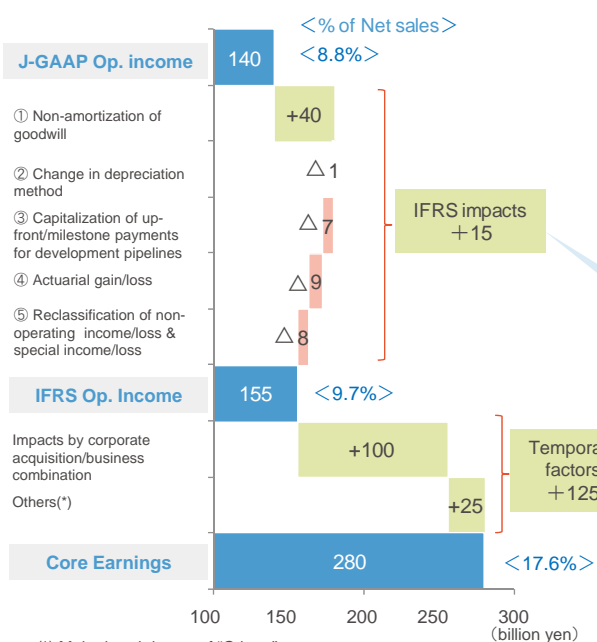 <% of Net sales>
J-GAAP Op. income
140
<8.8%>
① Non-amortization of
goodwill
+40
② Change in depreciation
method
△ 1
③ Capitalization of up-
front/milestone payments
for development pipelines
△ 7
④ Actuarial gain/loss
△ 9
⑤ Reclassification of non-
operating income/loss &
special income/loss
△ 8
IFRS impacts
+15
IFRS Op. Income
155
<9.7%>
Impacts by corporate
acquisition/business
combination
+100
Others(*)
+25
factors
+125
Core Earnings
280
<17.6%>
100 150 200 250 300
(billion yen)